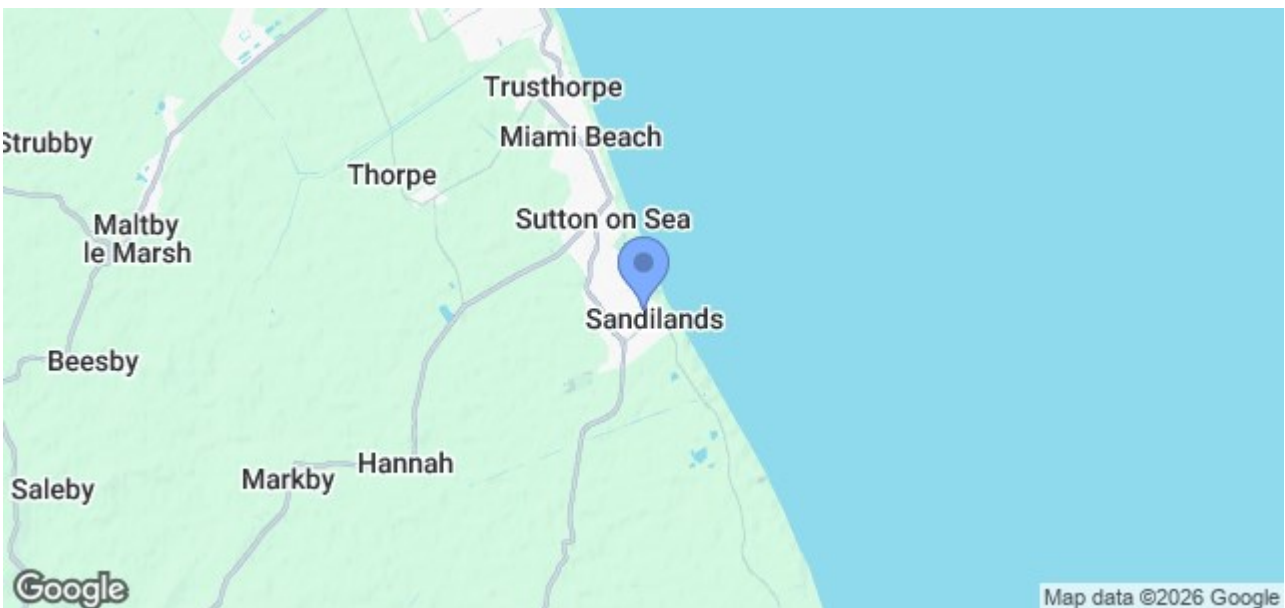 Trusthorpe
Miami Beach
Strubby
Thorpe
Maltby
le Marsh
Sutton on Sea
Sandilands
Beesby
Hannah
Markby
Saleby
Google
Map data ©2026 Google